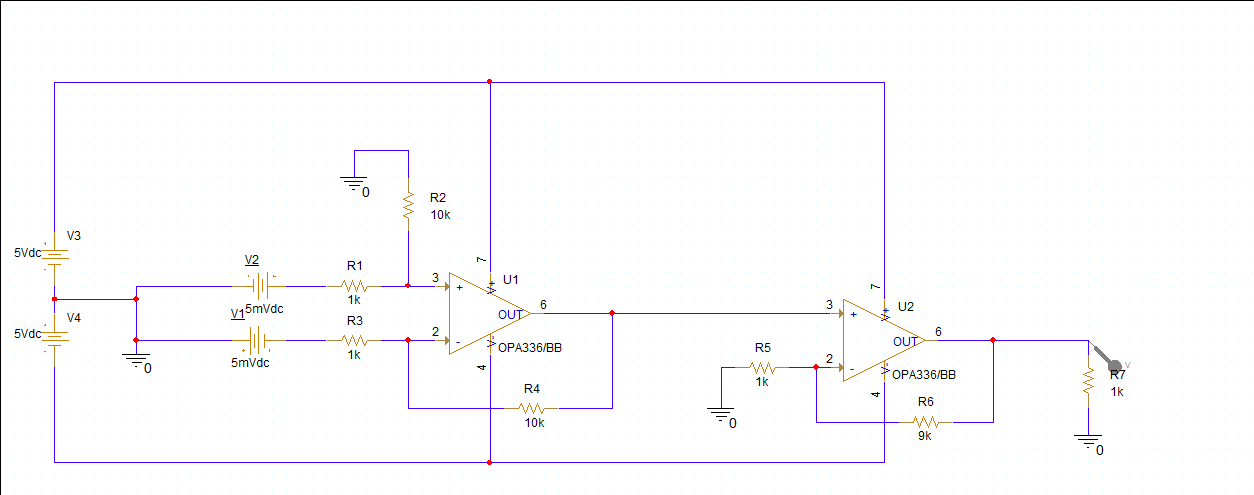 V3
5Vdc
V4
5Vdc
0
V2
5mVdc
V1
5mVdc
R1
1k
R3
1k
0
R2
10k
3
2
+
-
7
4
U1
OUT
6
OPA336/BB
R4
10k
R5
1k
0
3
2
+
-
7
4
U2
OUT
6
OPA336/BB
R6
9k
V
R7
1k
0